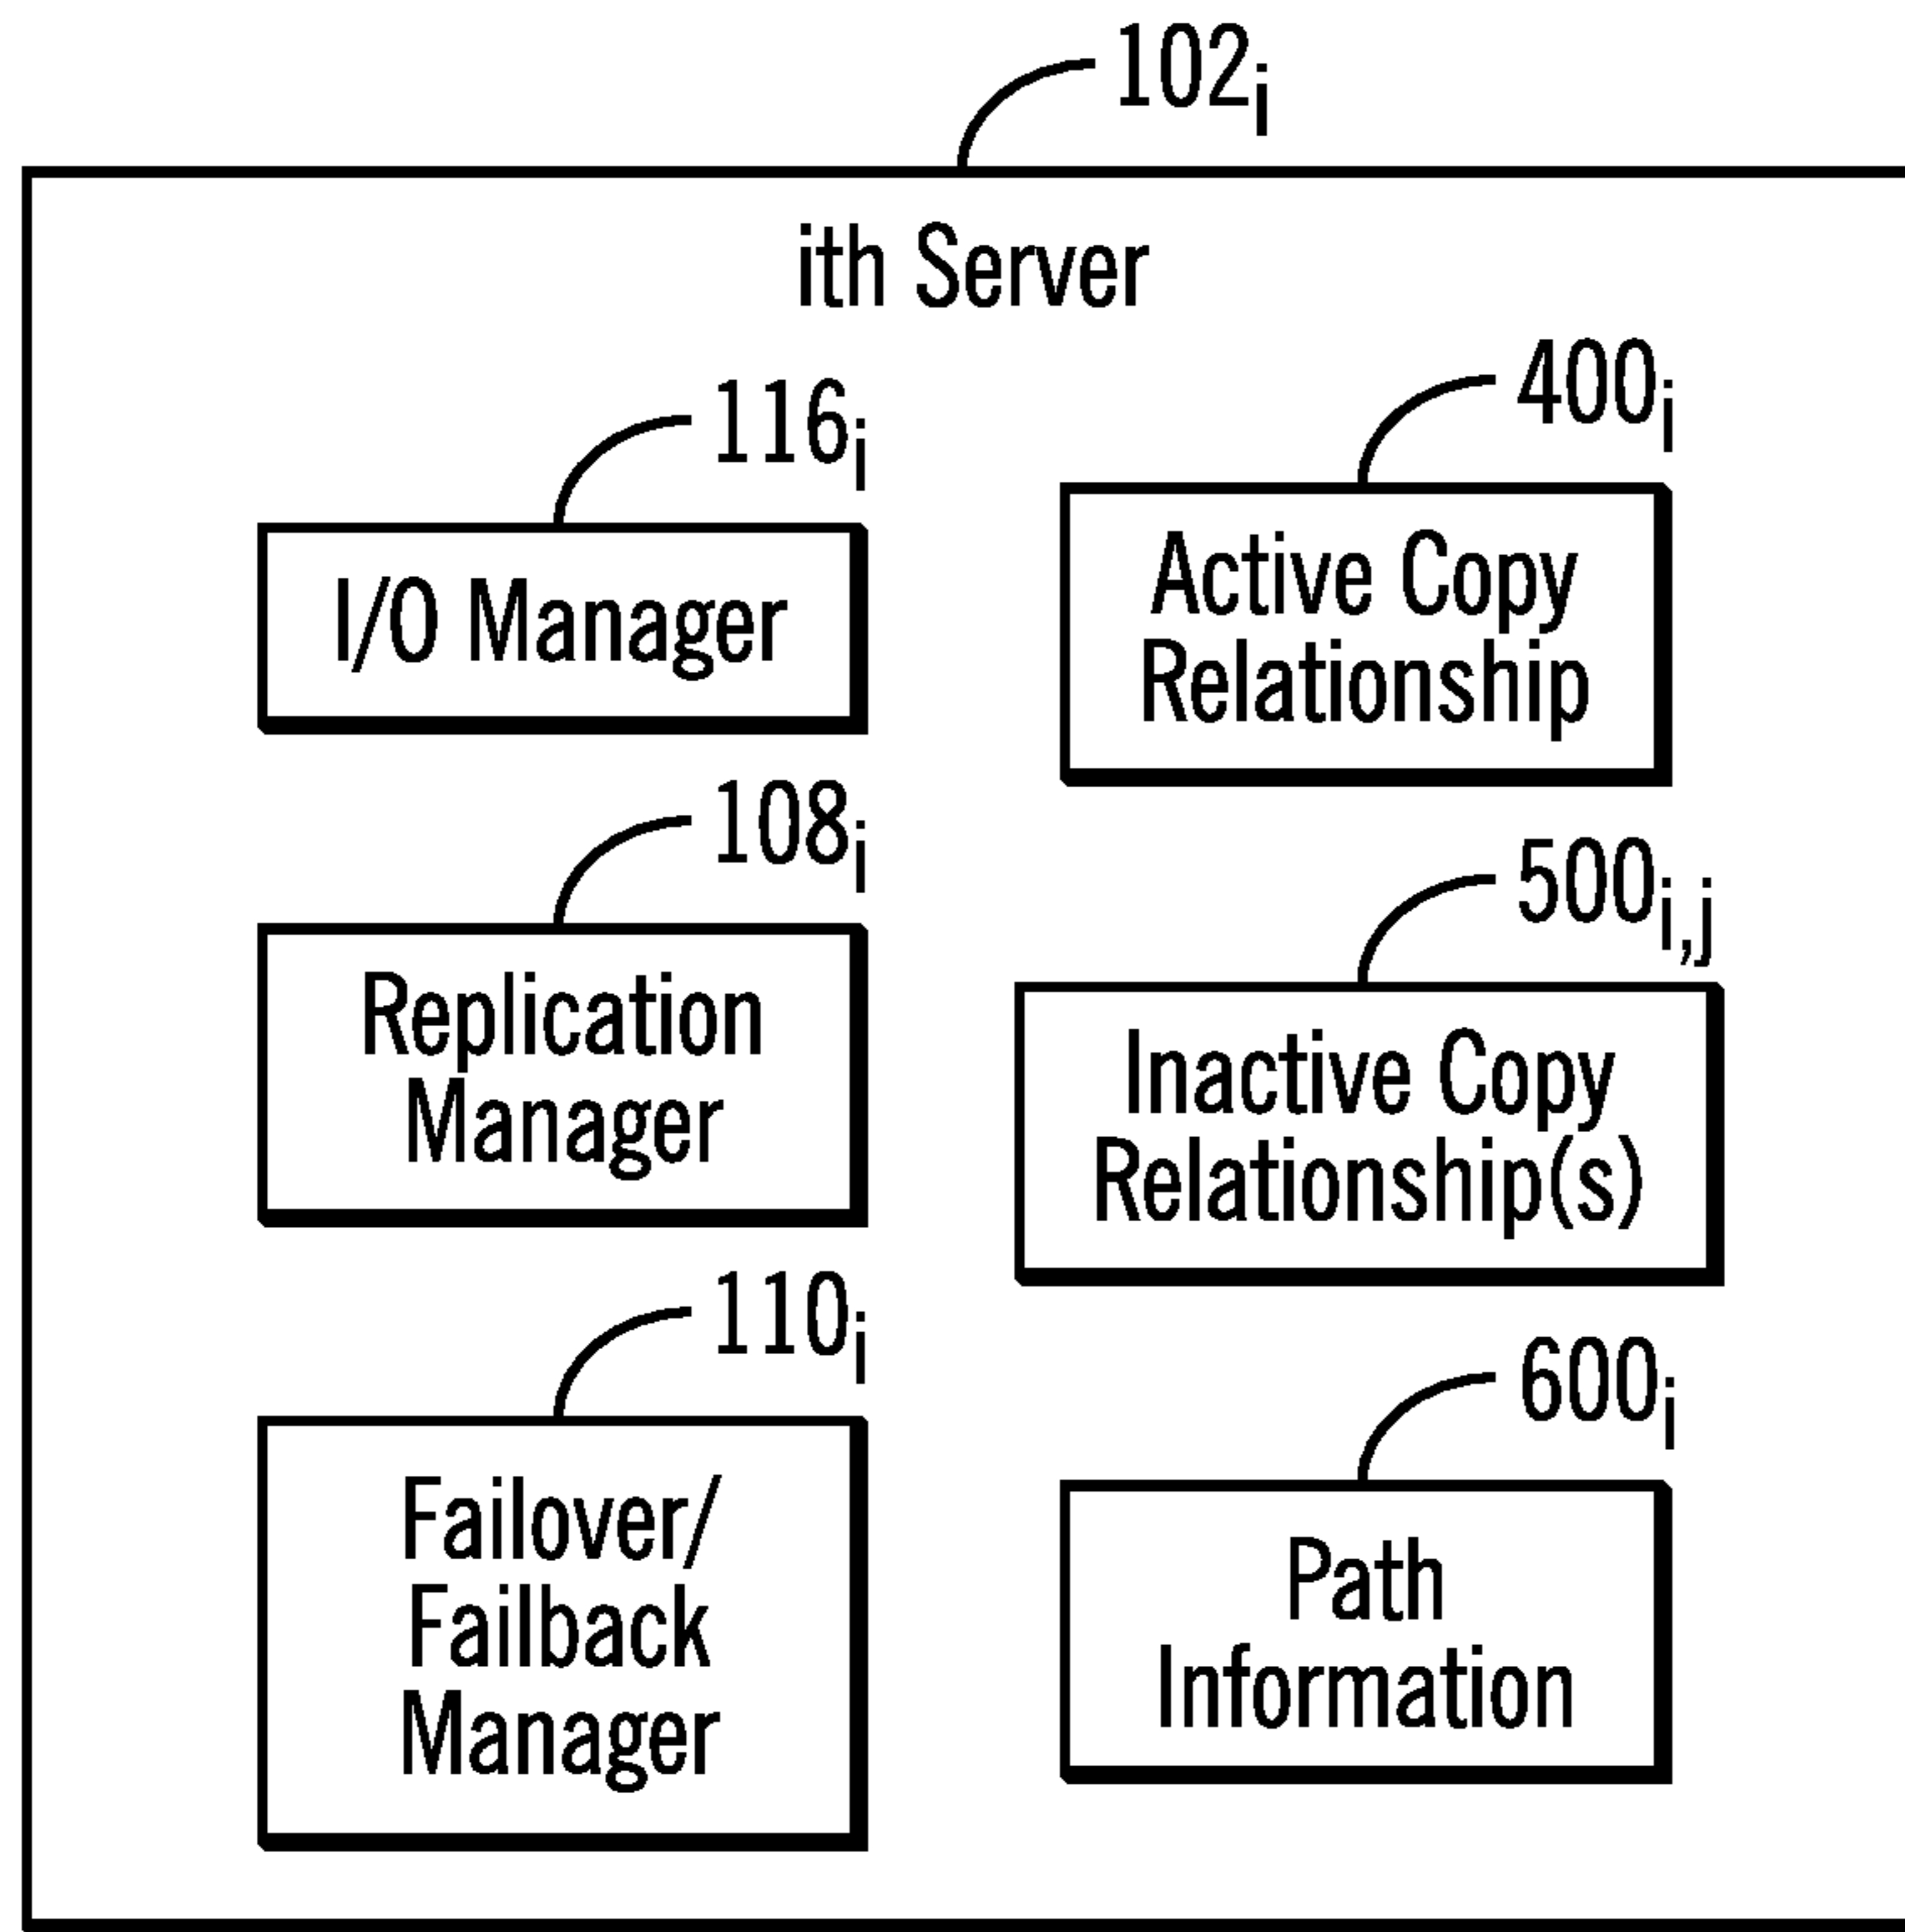 102i
ith Server
116i
I/O Manager
400i
Active Copy
Relationship
108i
Replication
Manager
500i,j
Inactive Copy
Relationship(s)
110i
Failover/
Failback
Manager
600i
Path
Information